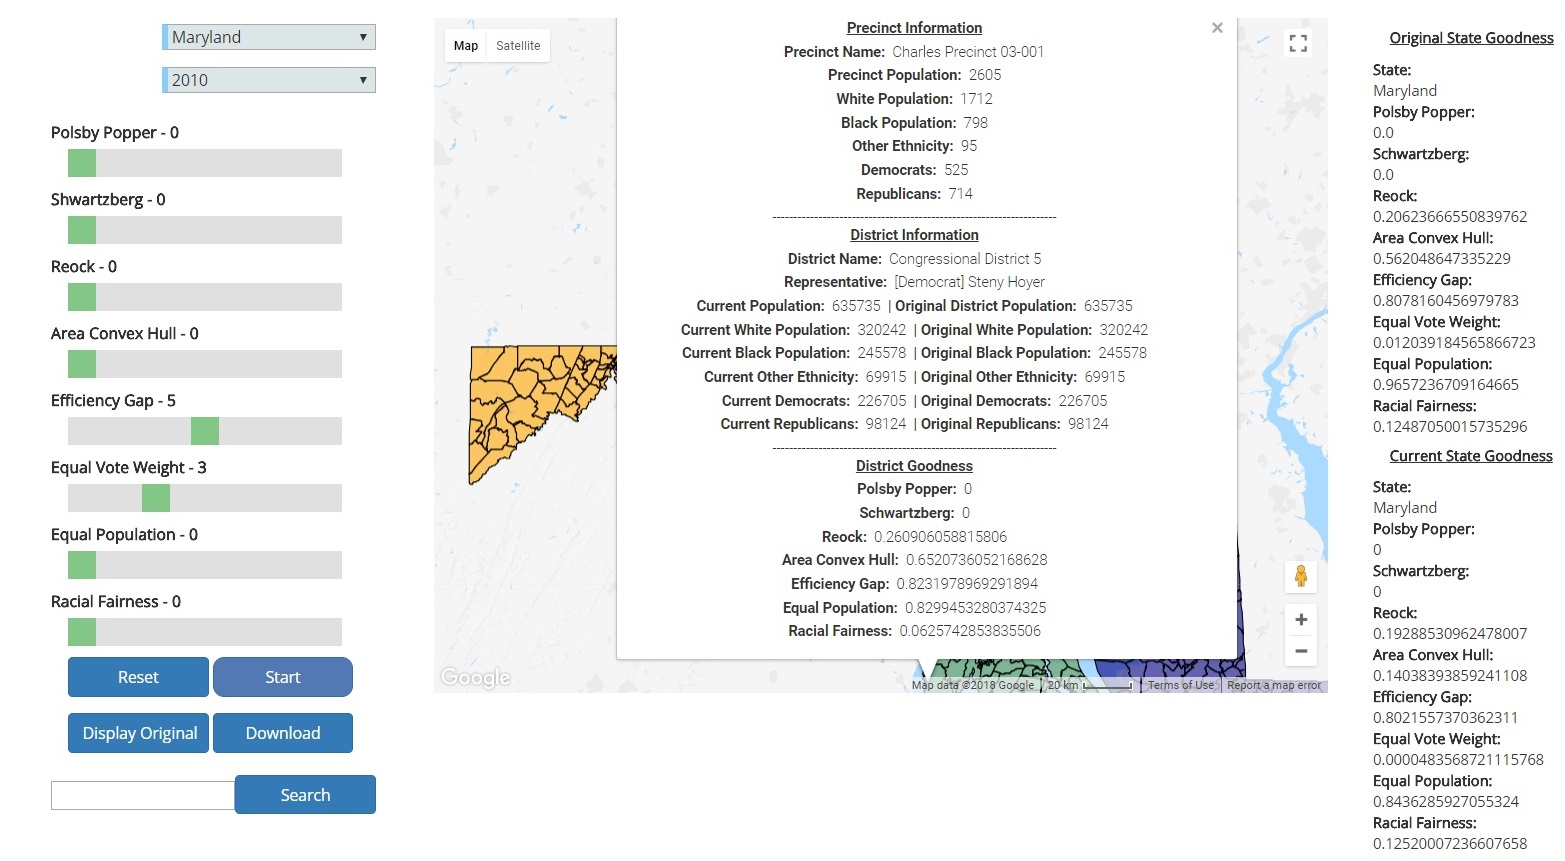 Maryland
2010
Polsby Popper - 0
Shwartzberg - 0
Reock - 0
Area Convex Hull - 0
Efficiency Gap - 5
Equal Vote Weight - 3
Equal Population - 0
Racial Fairness - 0
Reset Start
Display Original Download
Search
Map Satellite
Precinct Information
Precinct Name: Charles Precinct 03-001
Precinct Population: 2605
White Population: 1712
Black Population: 798
Other Ethnicity: 95
Democrats: 525
Republicans: 714
--------------------------------------------------------------------
District Information
District Name: Congressional District 5
Representative: [Democrat] Steny Hoyer
Current Population: 635735 | Original District Population: 635735
Current White Population: 320242 | Original White Population: 320242
Current Black Population: 245578 | Original Black Population: 245578
Current Other Ethnicity: 69915 | Original Other Ethnicity: 69915
Current Democrats: 226705 | Original Democrats: 226705
Current Republicans: 98124 | Original Republicans: 98124
--------------------------------------------------------------------
District Goodness
Polsby Popper: 0
Schwartzberg: 0
Reock: 0.260906058815806
Area Convex Hull: 0.6520736052168628
Efficiency Gap: 0.8231978969291894
Equal Population: 0.8299453280374325
Racial Fairness: 0.0625742853835506
Google
Map data ©2018 Google 20 km Terms of Use Report a map error
Original State Goodness
State:
Maryland
Polsby Popper:
0.0
Schwartzberg:
0.0
Reock:
0.20623666550839762
Area Convex Hull:
0.562048647335229
Efficiency Gap:
0.8078160456979783
Equal Vote Weight:
0.012039184565866723
Equal Population:
0.9657236709164665
Racial Fairness:
0.12487050015735296
Current State Goodness
State:
Maryland
Polsby Popper:
0
Schwartzberg:
0
Reock:
0.19288530962478007
Area Convex Hull:
0.14038393859241108
Efficiency Gap:
0.8021557370362311
Equal Vote Weight:
0.0000483568721115768
Equal Population:
0.8436285927055324
Racial Fairness:
0.12520007236607658